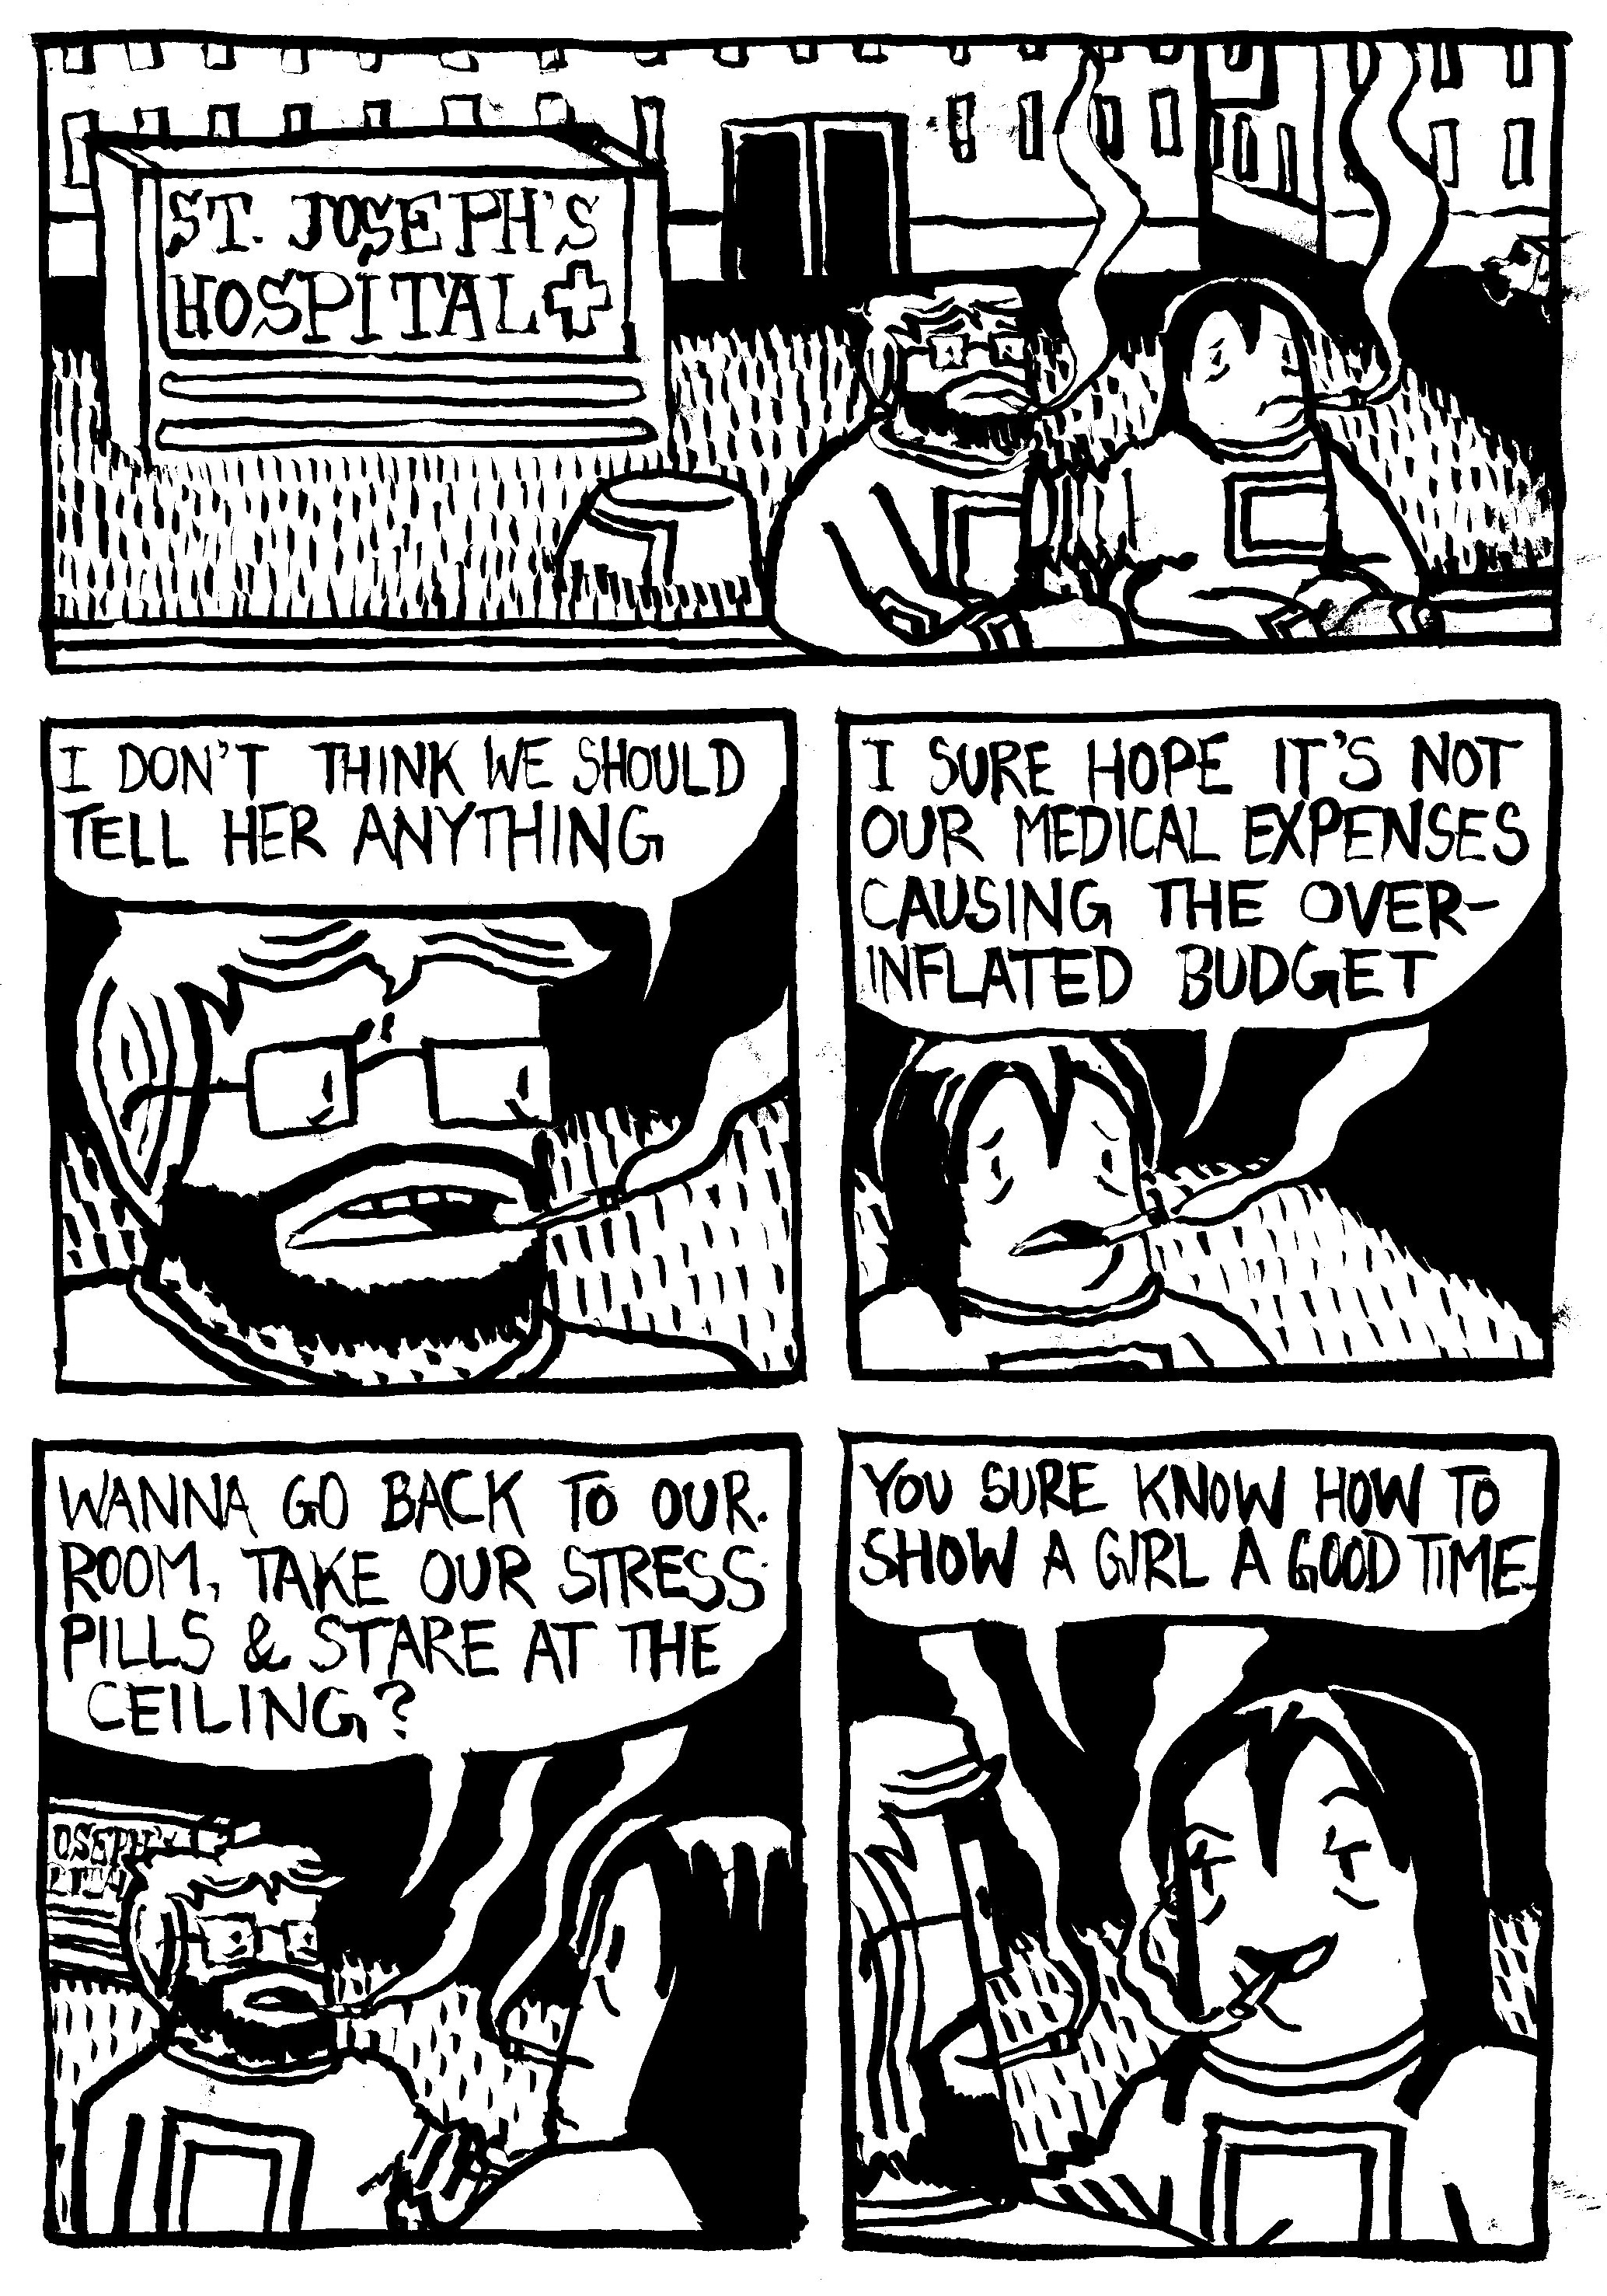 ST. JOSEPH'S
HOSPITAL
I DON'T THINK WE SHOULD
TELL HER ANYTHING
I SURE HOPE IT'S NOT
OUR MEDICAL EXPENSES
CAUSING THE OVER-
INFLATED BUDGET
WANNA GO BACK TO OUR
ROOM, TAKE OUR STRESS
PILLS & STARE AT THE
CEILING?
OSEPH'S
YOU SURE KNOW HOW TO
SHOW A GIRL A GOOD TIME.